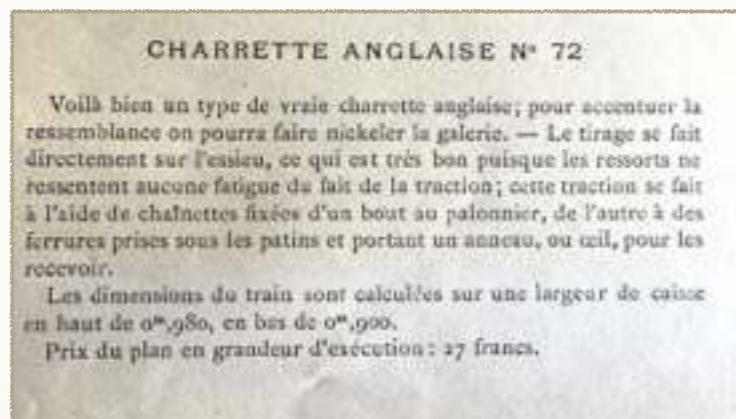 CHARRETTE ANGLAISE Nº 72
Voilà bien un type de vraie charrette anglaise; pour accentuer la
ressemblance on pourra faire nickeler la galerie. — Le tirage se fait
directement sur l'essieu, ce qui est très bon puisque les ressorts ne
ressentent aucune fatigue du fait de la traction; cette traction se fait
à l'aide de chaînettes fixées d'un bout au palonnier, de l'autre à des
ferrures prises sous les patins et portant un anneau, ou œil, pour les
recevoir.
Les dimensions du train sont calculées sur une largeur de caisse
en haut de 0ᵐ,980, en bas de 0ᵐ,900.
Prix du plan en grandeur d'exécution: 27 francs.